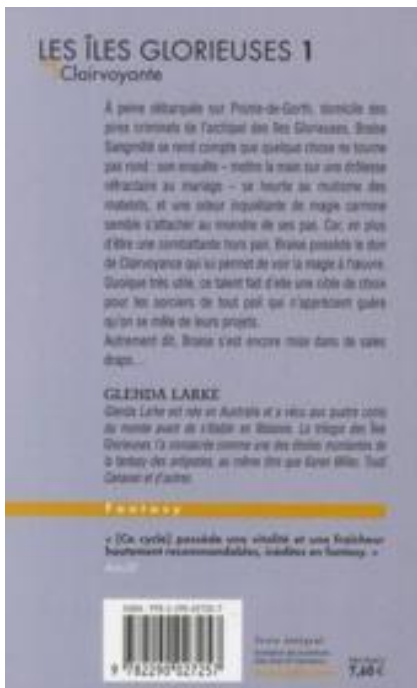 LES ÎLES GLORIEUSES 1
Clairvoyante
À peine débarquée sur Pointe-de-Gorth, domicile des
pires criminels de l'archipel des Îles Glorieuses, Braise
Sangmêlé se rend compte que quelque chose ne tourne
pas rond : son enquête – mettre la main sur une drôlesse
réfractaire au mariage – se heurte au mutisme des
matelots, et une odeur inquiétante de magie carmine
semble s'attacher au moindre de ses pas. Car, en plus
d'être une combattante hors pair, Braise possède le don
de Clairvoyance qui lui permet de voir la magie à l'œuvre.
Quoique très utile, ce talent fait d'elle une cible de choix
pour les sorciers de tout poil qui n'apprécient guère
qu'on se mêle de leurs projets.
Autrement dit, Braise s'est encore mise dans de sales
draps...
GLENDA LARKE
Glenda Larke est née en Australie et a vécu aux quatre coins
du monde avant de s'établir en Malaisie. La trilogie des Îles
Glorieuses l'a consacrée comme une des étoiles montantes de
la fantasy des antipodes, au même titre que Karen Miller, Trudi
Canavan et d'autres.
Fantasy
« (Ce cycle) possède une vitalité et une fraîcheur
hautement recommandables, inédites en fantasy. »
Texte intégral
7,60 €
9 782290 027257